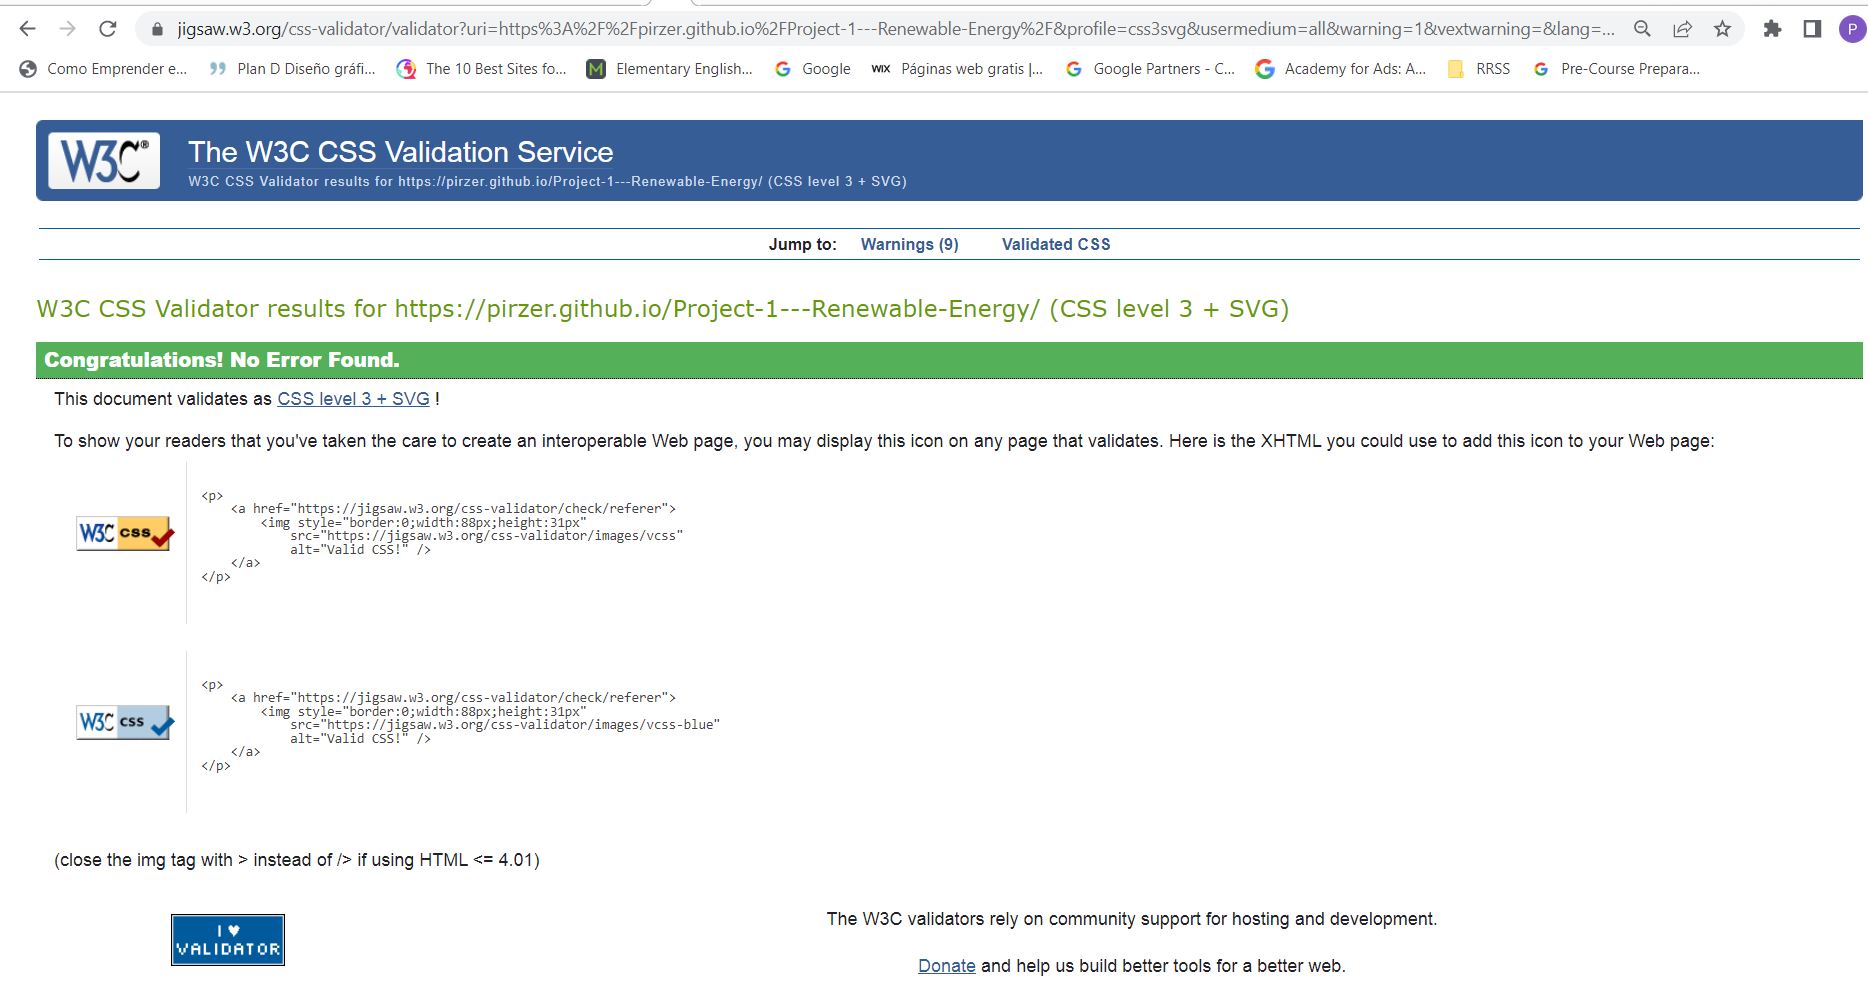 jigsaw.w3.org/css-validator/validator?uri=https%3A%2F%2Fpirzer.github.io%2FProject-1---Renewable-Energy%2F&profile=css3svg&usermedium=all&warning=1&vextwarning=&lang=...
P
Como Emprender e... Plan D Diseño gráfi... The 10 Best Sites fo... M Elementary English... Google WIX Páginas web gratis |... Google Partners - C... Academy for Ads: A... RRSS Pre-Course Prepara...
W3C® The W3C CSS Validation Service
W3C CSS Validator results for https://pirzer.github.io/Project-1---Renewable-Energy/ (CSS level 3 + SVG)
Jump to: Warnings (9) Validated CSS
W3C CSS Validator results for https://pirzer.github.io/Project-1---Renewable-Energy/ (CSS level 3 + SVG)
Congratulations! No Error Found.
This document validates as CSS level 3 + SVG !
To show your readers that you've taken the care to create an interoperable Web page, you may display this icon on any page that validates. Here is the XHTML you could use to add this icon to your Web page:
W3C css
<p>
<a href="https://jigsaw.w3.org/css-validator/check/referer">
<img style="border:0;width:88px;height:31px"
src="https://jigsaw.w3.org/css-validator/images/vcss"
alt="Valid CSS!" />
</a>
</p>
W3C css
<p>
<a href="https://jigsaw.w3.org/css-validator/check/referer">
<img style="border:0;width:88px;height:31px"
src="https://jigsaw.w3.org/css-validator/images/vcss-blue"
alt="Valid CSS!" />
</a>
</p>
(close the img tag with > instead of /> if using HTML <= 4.01)
I ♥
VALIDATOR
The W3C validators rely on community support for hosting and development.
Donate and help us build better tools for a better web.